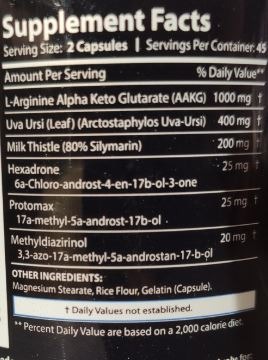 Supplement Facts
Serving Size: 2 Capsules | Servings Per Container: 45
Amount Per Serving % Daily Value**
L-Arginine Alpha Keto Glutarate (AAKG) 1000 mg †
Uva Ursi (Leaf) (Arctostaphylos Uva-Ursi) 400 mg †
Milk Thistle (80% Silymarin) 200 mg †
Hexadrone 25 mg †
6a-Chloro-androst-4-en-17b-ol-3-one
Protomax 25 mg †
17a-methyl-5a-androst-17b-ol
Methyldiazirinol 20 mg †
3,3-azo-17a-methyl-5a-androstan-17-b-ol
OTHER INGREDIENTS:
Magnesium Stearate, Rice Flour, Gelatin (Capsule).
† Daily Values not established.
** Percent Daily Value are based on a 2,000 calorie diet.
for: